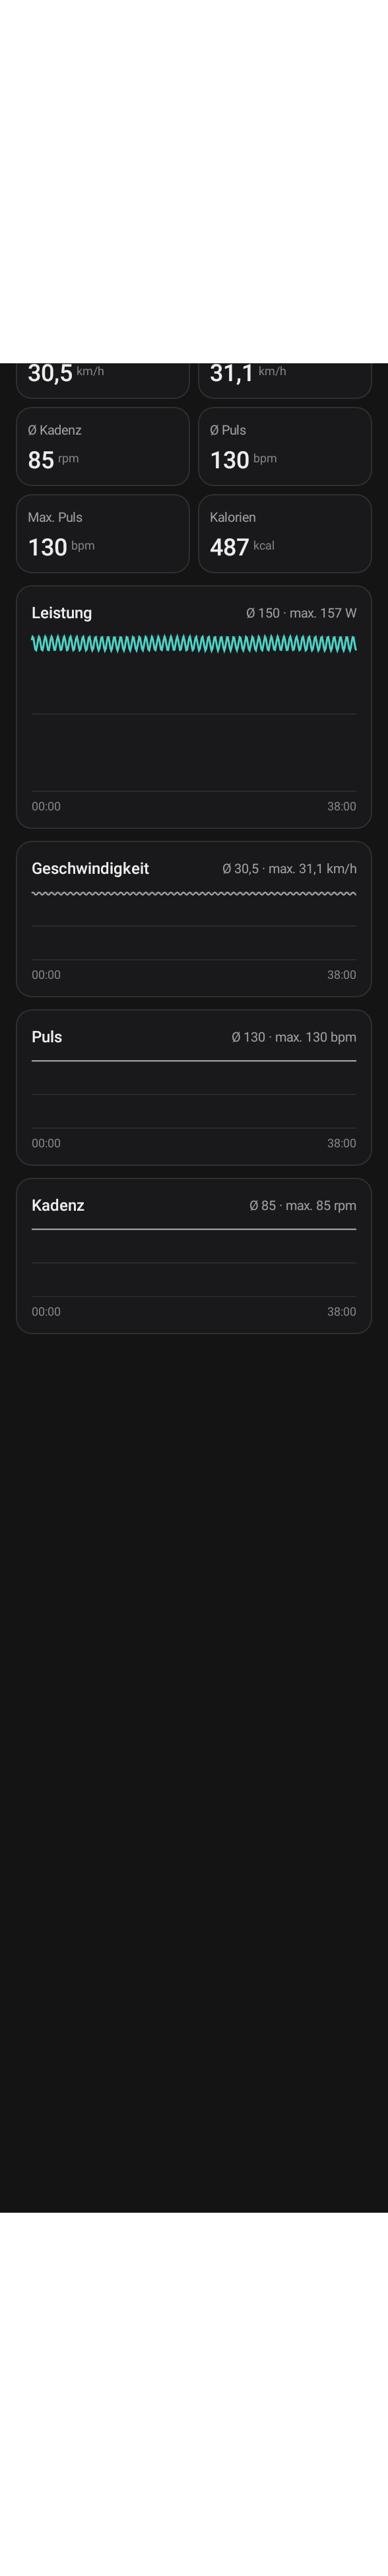 30,5 km/h 31,1 km/h
Ø Kadenz Ø Puls
85 rpm 130 bpm
Max. Puls Kalorien
130 bpm 487 kcal
Leistung Ø 150 · max. 157 W
00:00 38:00
Geschwindigkeit Ø 30,5 · max. 31,1 km/h
00:00 38:00
Puls Ø 130 · max. 130 bpm
00:00 38:00
Kadenz Ø 85 · max. 85 rpm
00:00 38:00